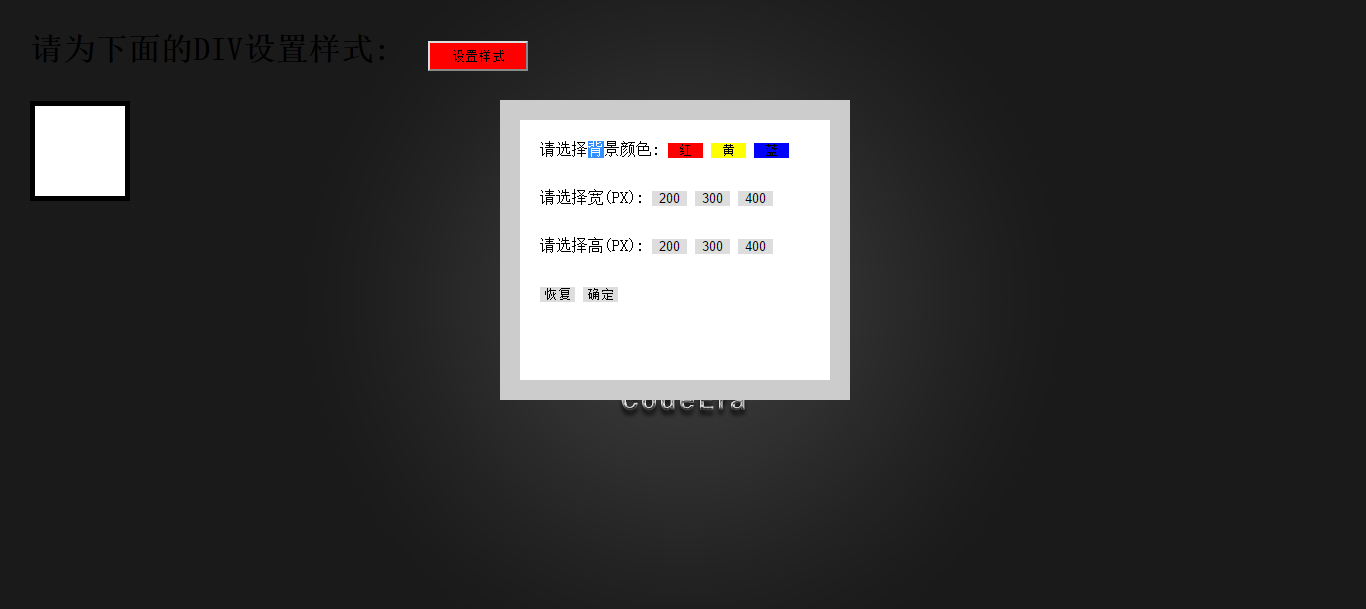 请为下面的DIV设置样式: 设置样式
请选择背景颜色: 红 黄 蓝
请选择宽(PX): 200 300 400
请选择高(PX): 200 300 400
恢复 确定
CodeEra